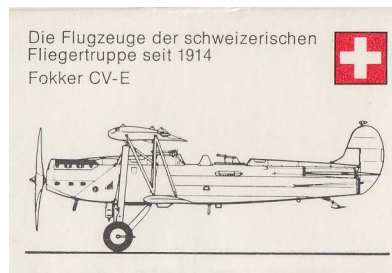 Die Flugzeuge der schweizerischen
Fliegertruppe seit 1914
Fokker CV-E